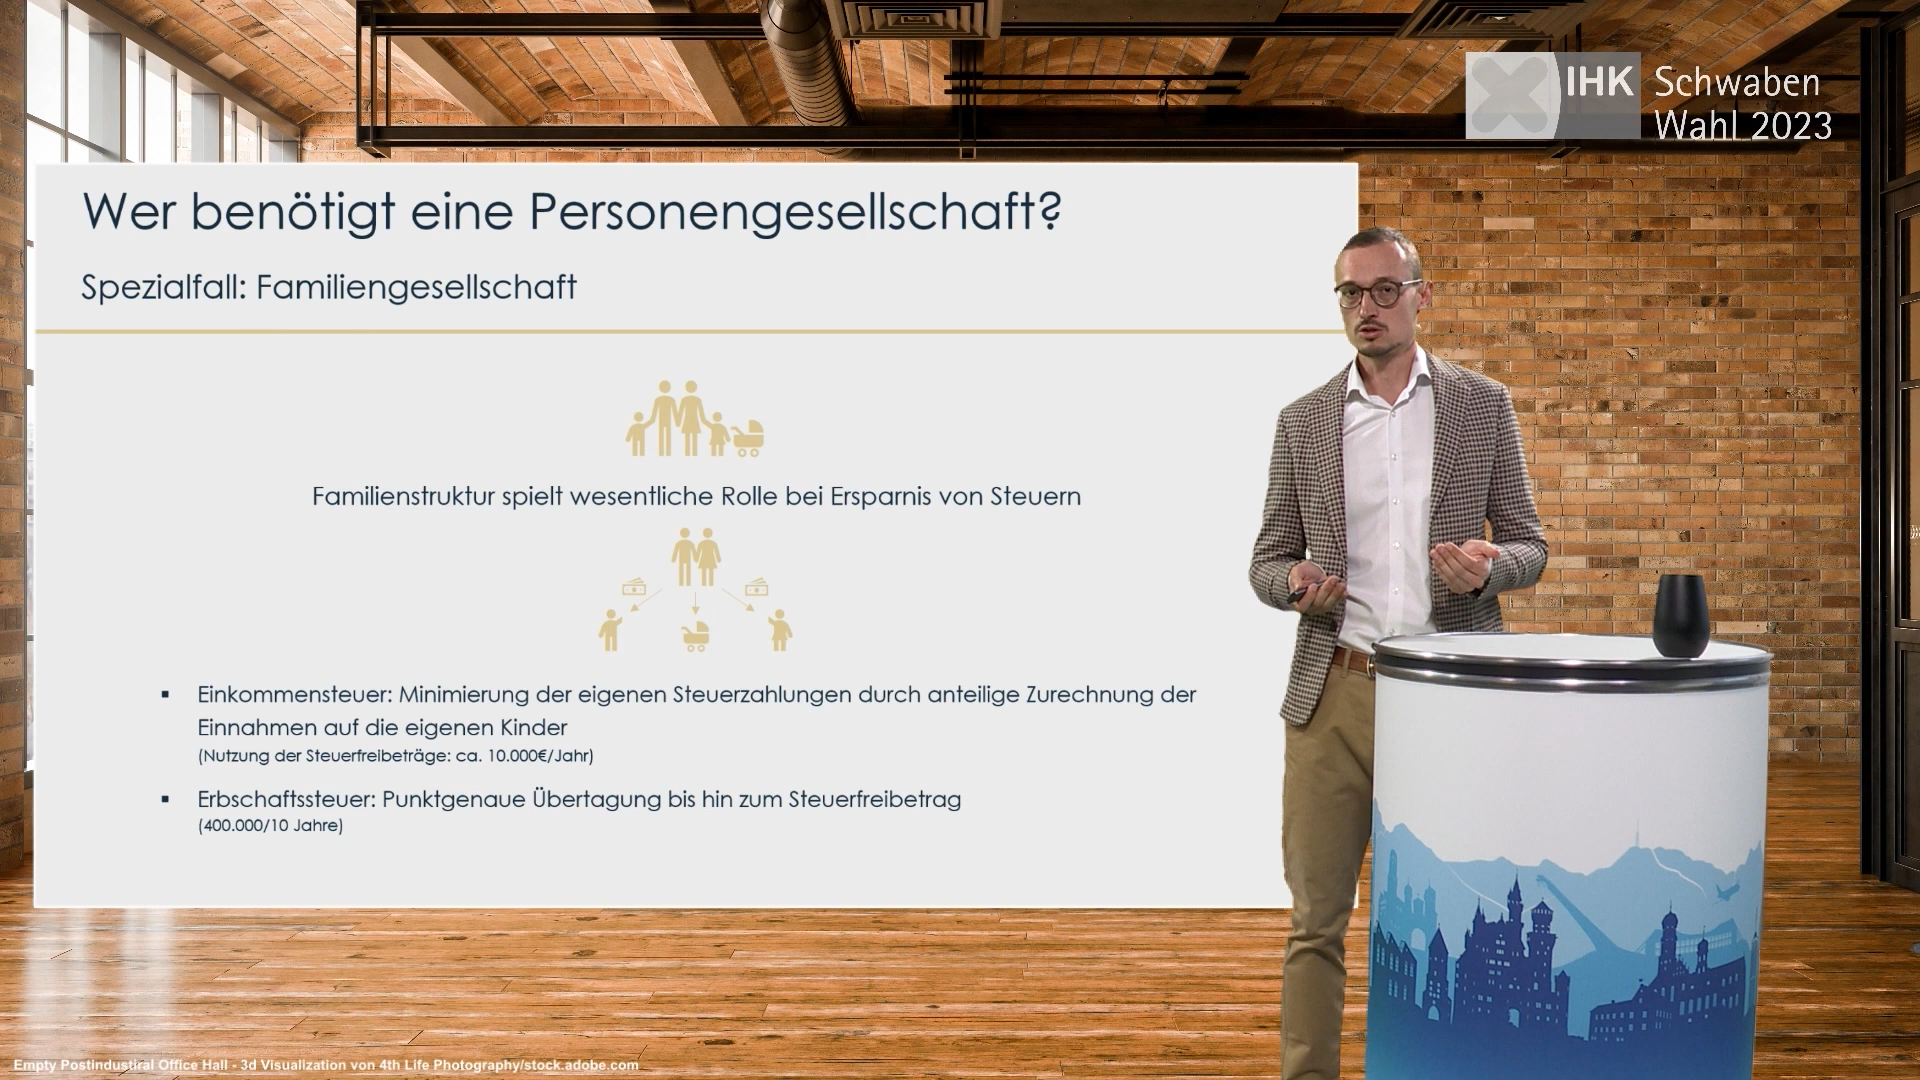 IHK Schwaben
Wahl 2023
Wer benötigt eine Personengesellschaft?
Spezialfall: Familiengesellschaft
Familienstruktur spielt wesentliche Rolle bei Ersparnis von Steuern
▪ Einkommensteuer: Minimierung der eigenen Steuerzahlungen durch anteilige Zurechnung der
Einnahmen auf die eigenen Kinder
(Nutzung der Steuerfreibeträge: ca. 10.000€/Jahr)
▪ Erbschaftssteuer: Punktgenaue Übertagung bis hin zum Steuerfreibetrag
(400.000/10 Jahre)
Empty Postindustiral Office Hall - 3d Visualization von 4th Life Photography/stock.adobe.com